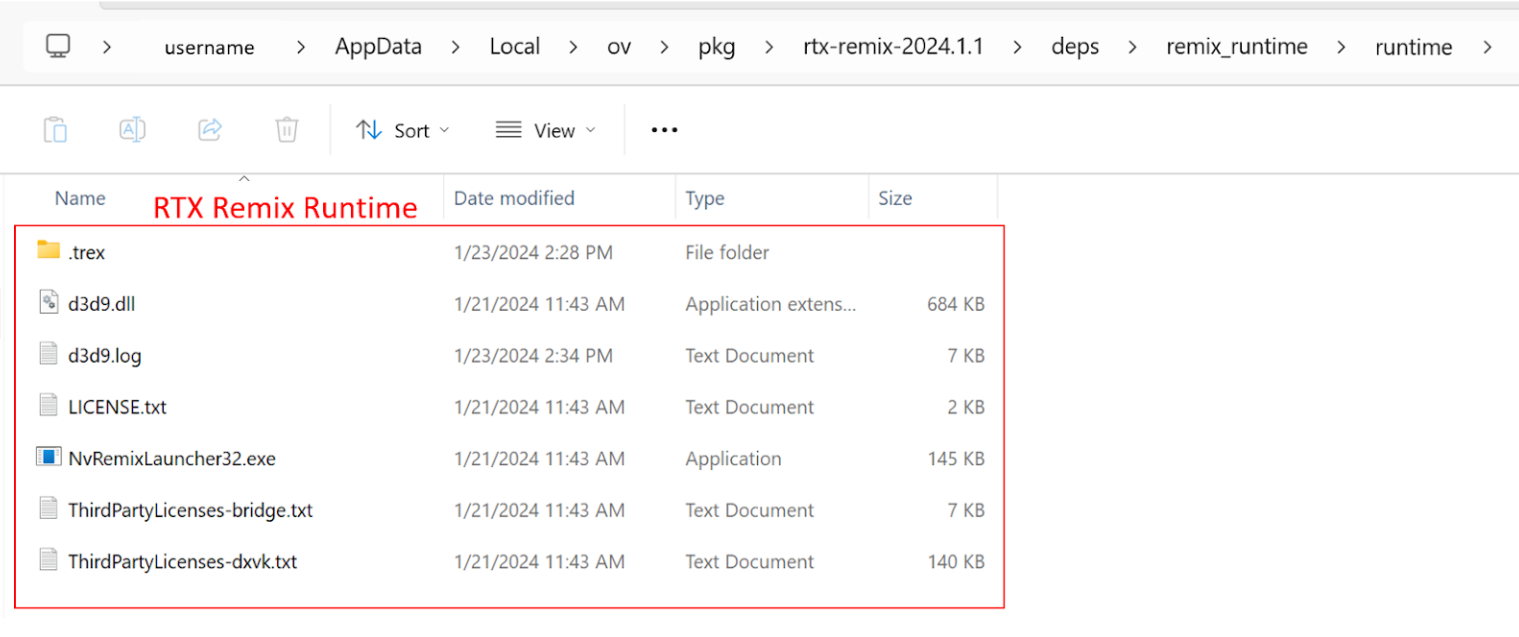 username > AppData > Local > ov > pkg > rtx-remix-2024.1.1 > deps > remix_runtime > runtime >
Sort View
Name Date modified Type Size
RTX Remix Runtime
.trex 1/23/2024 2:28 PM File folder
d3d9.dll 1/21/2024 11:43 AM Application extens... 684 KB
d3d9.log 1/23/2024 2:34 PM Text Document 7 KB
LICENSE.txt 1/21/2024 11:43 AM Text Document 2 KB
NvRemixLauncher32.exe 1/21/2024 11:43 AM Application 145 KB
ThirdPartyLicenses-bridge.txt 1/21/2024 11:43 AM Text Document 7 KB
ThirdPartyLicenses-dxvk.txt 1/21/2024 11:43 AM Text Document 140 KB